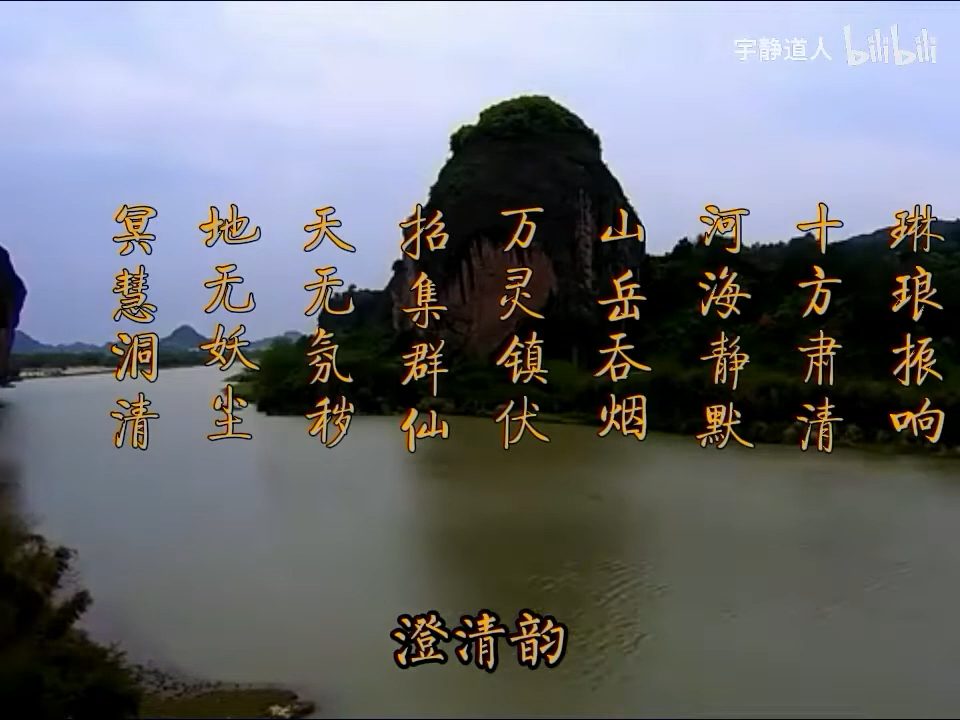 宇静道人 bilibili
琳琅振响
十方肃清
河海静默
山岳吞烟
万灵镇伏
招集群仙
天无氛秽
地无妖尘
冥慧洞清
澄清韵